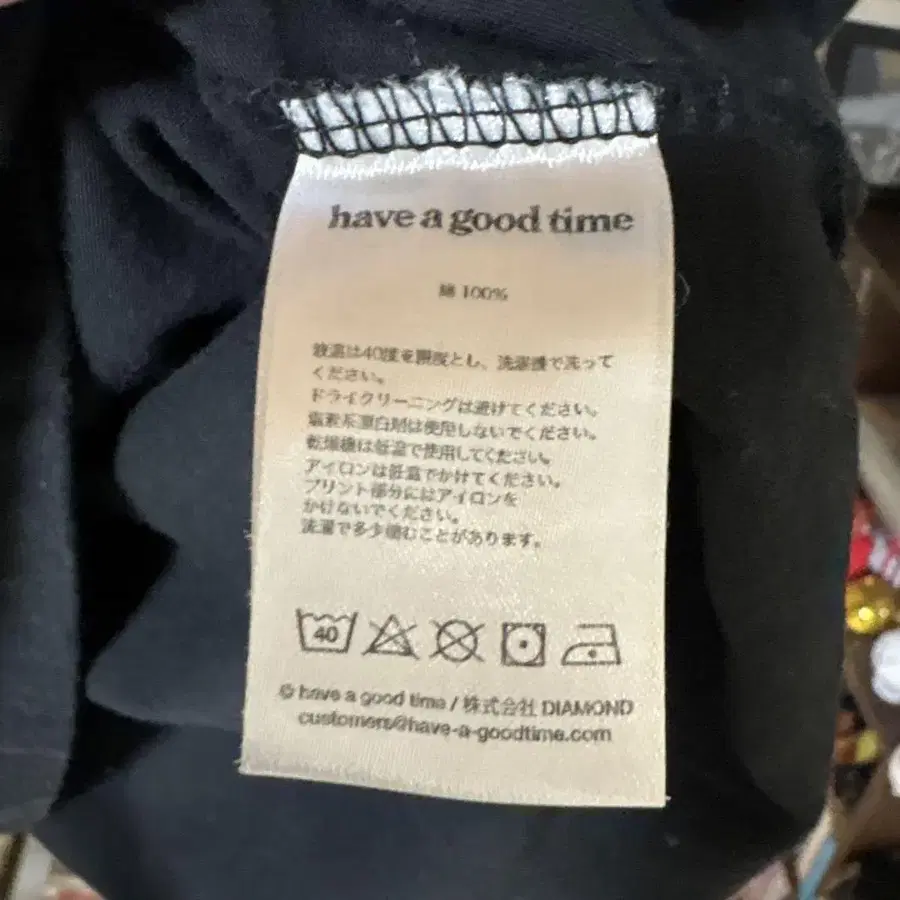 have a good time
綿 100%
液温は40度を限度とし、洗濯機で洗って
ください。
ドライクリーニングは避けてください。
塩素系漂白剤は使用しないでください。
乾燥機は低温で使用してください。
アイロンは低温でかけてください。
プリント部分にはアイロンを
かけないでください。
洗濯で多少縮むことがあります。
40
© have a good time / 株式会社 DIAMOND
customers@have-a-goodtime.com